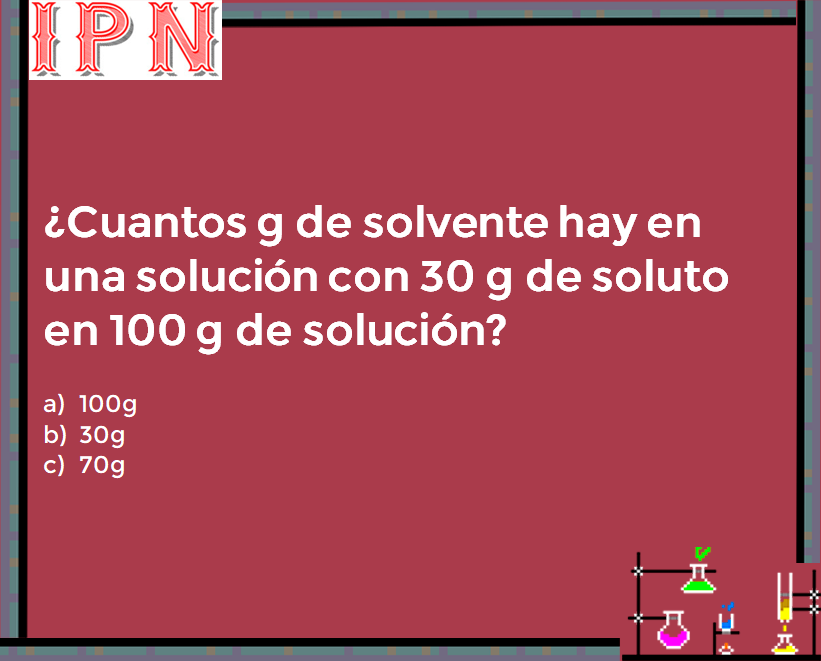 IPN
¿Cuantos g de solvente hay en
una solución con 30 g de soluto
en 100 g de solución?
a) 100g
b) 30g
c) 70g